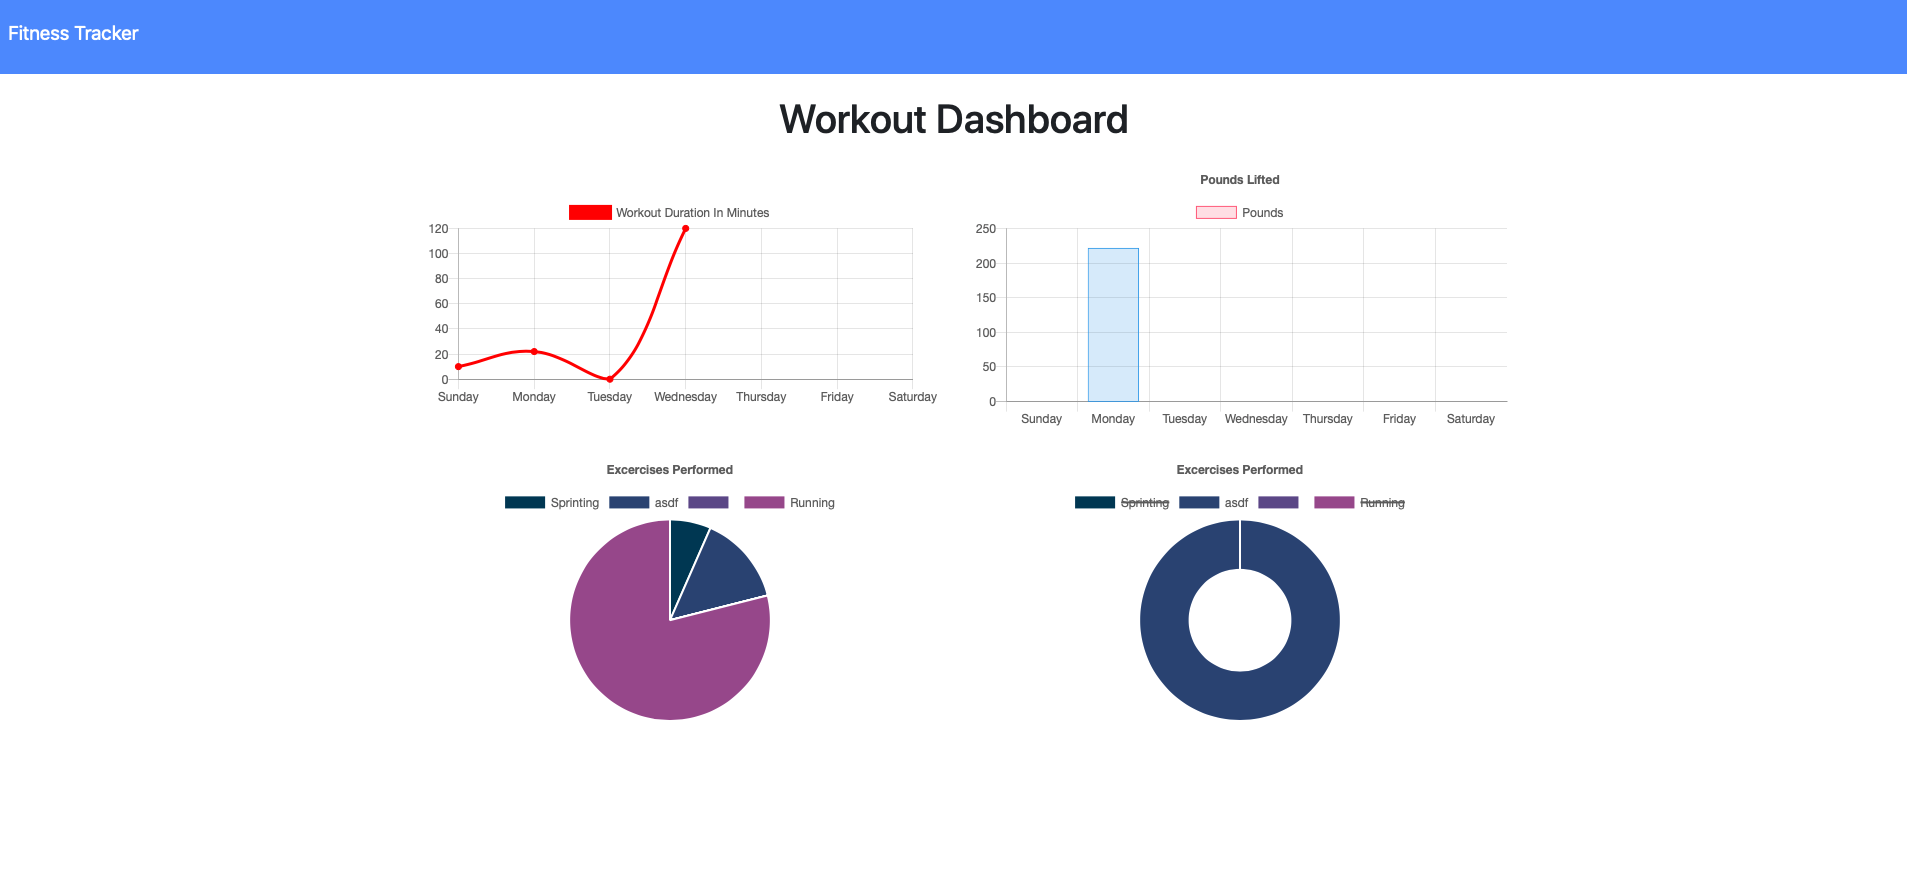 Fitness Tracker
Workout Dashboard
Workout Duration In Minutes
120
100
80
60
40
20
0
Sunday Monday Tuesday Wednesday Thursday Friday Saturday
Pounds Lifted
Pounds
250
200
150
100
50
0
Sunday Monday Tuesday Wednesday Thursday Friday Saturday
Excercises Performed
Sprinting asdf Running
Excercises Performed
Sprinting asdf Running